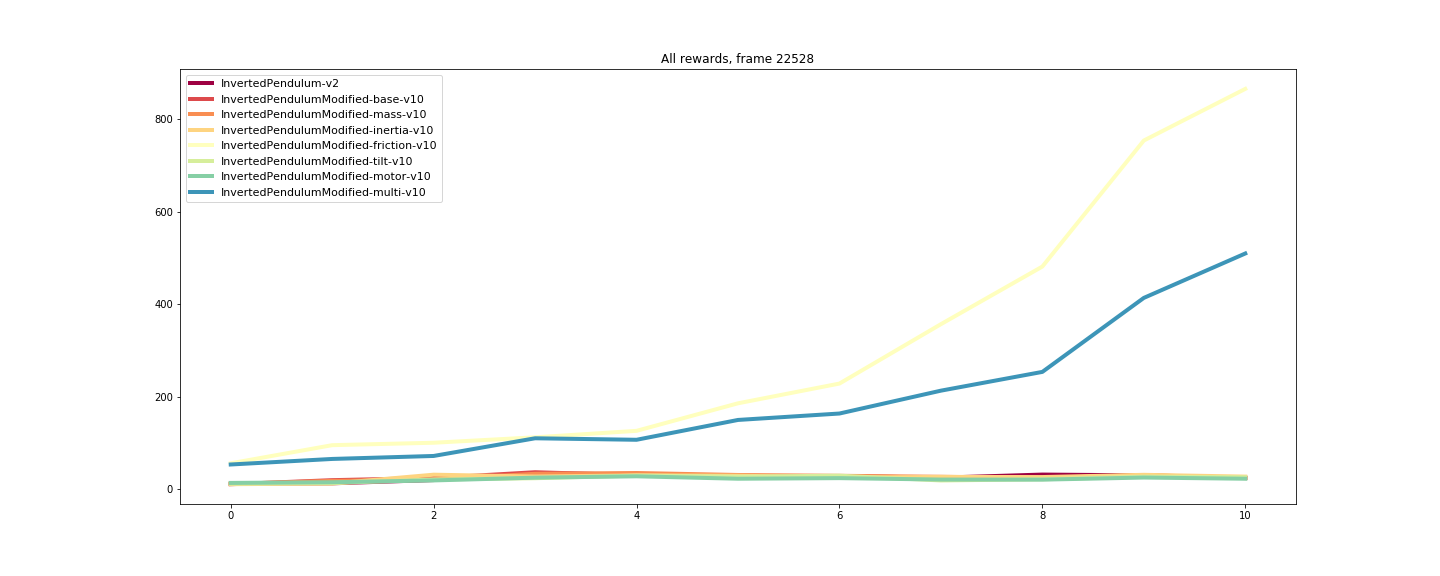 All rewards, frame 22528
InvertedPendulum-v2
InvertedPendulumModified-base-v10
InvertedPendulumModified-mass-v10
InvertedPendulumModified-inertia-v10
InvertedPendulumModified-friction-v10
InvertedPendulumModified-tilt-v10
InvertedPendulumModified-motor-v10
InvertedPendulumModified-multi-v10
800
600
400
200
0
0 2 4 6 8 10